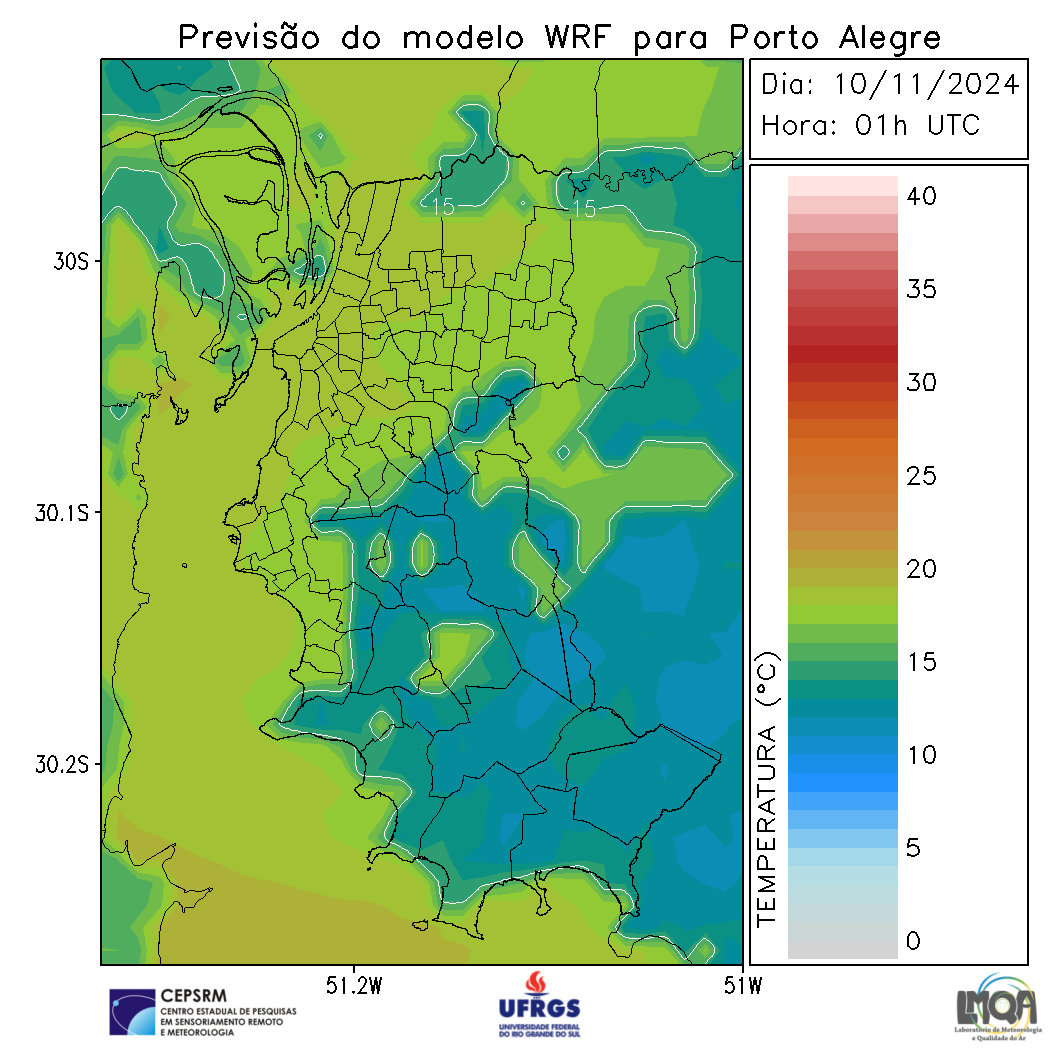 Previsão do modelo WRF para Porto Alegre
Dia: 10/11/2024
Hora: 01h UTC
15
15
30S
30.1S
30.2S
51.2W
51W
TEMPERATURA (°C)
40
35
30
25
20
15
10
5
0
CEPSRM
CENTRO ESTADUAL DE PESQUISAS
EM SENSORIAMENTO REMOTO
E METEOROLOGIA
UFRGS
UNIVERSIDADE FEDERAL
DO RIO GRANDE DO SUL
LMQA
Laboratório de Meteorologia
e Qualidade do Ar